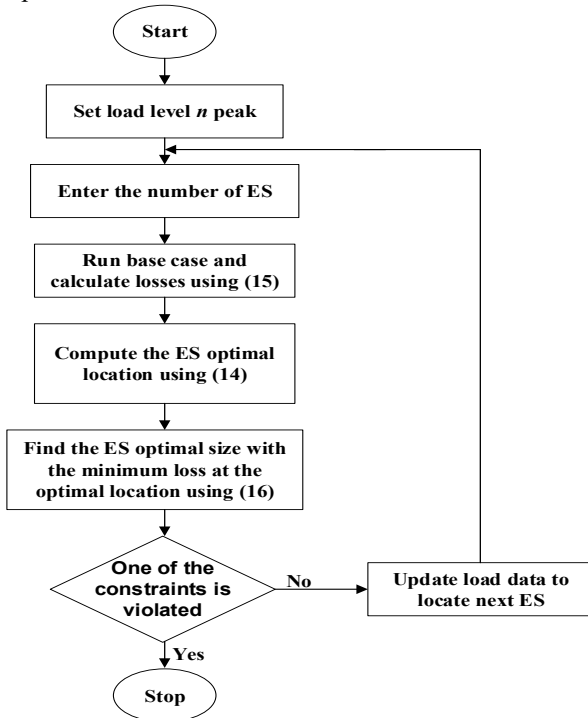 Start
Set load level n peak
Enter the number of ES
Run base case and
calculate losses using (15)
Compute the ES optimal
location using (14)
Find the ES optimal size with
the minimum loss at the
optimal location using (16)
One of the
constraints is
violated
No
Update load data to
locate next ES
Yes
Stop